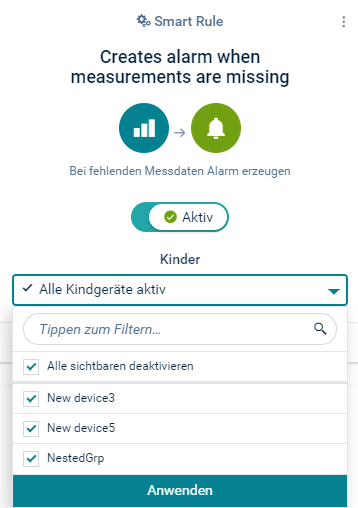 Smart Rule
Creates alarm when
measurements are missing
Bei fehlenden Messdaten Alarm erzeugen
Aktiv
Kinder
Alle Kindgeräte aktiv
Tippen zum Filtern...
Alle sichtbaren deaktivieren
New device3
New device5
NestedGrp
Anwenden